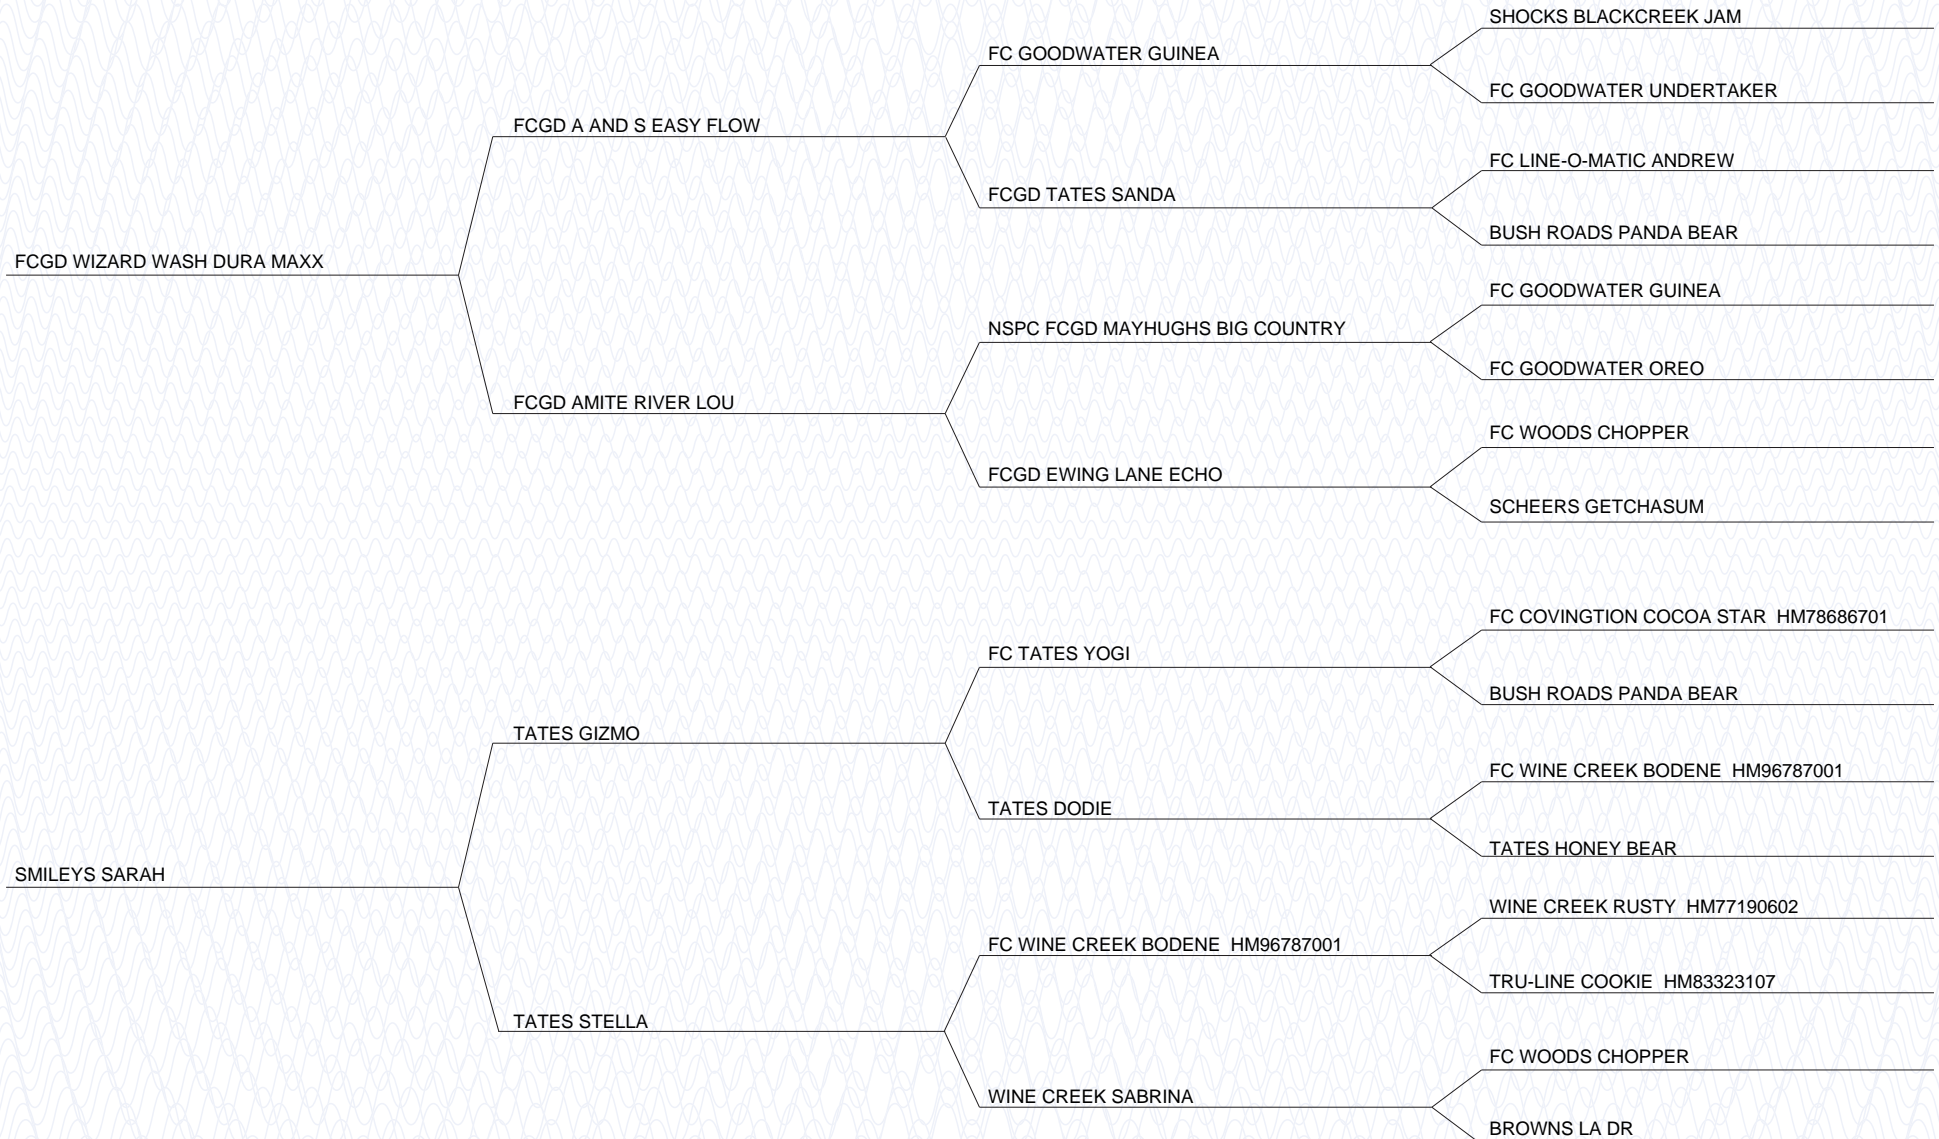 SHOCKS BLACKCREEK JAM
FC GOODWATER GUINEA
FC GOODWATER UNDERTAKER
FCGD A AND S EASY FLOW
FC LINE-O-MATIC ANDREW
FCGD TATES SANDA
BUSH ROADS PANDA BEAR
FCGD WIZARD WASH DURA MAXX
FC GOODWATER GUINEA
NSPC FCGD MAYHUGHS BIG COUNTRY
FC GOODWATER OREO
FCGD AMITE RIVER LOU
FC WOODS CHOPPER
FCGD EWING LANE ECHO
SCHEERS GETCHASUM
FC COVINGTION COCOA STAR HM78686701
FC TATES YOGI
BUSH ROADS PANDA BEAR
TATES GIZMO
FC WINE CREEK BODENE HM96787001
TATES DODIE
TATES HONEY BEAR
SMILEYS SARAH
WINE CREEK RUSTY HM77190602
FC WINE CREEK BODENE HM96787001
TRU-LINE COOKIE HM83323107
TATES STELLA
FC WOODS CHOPPER
WINE CREEK SABRINA
BROWNS LA DR